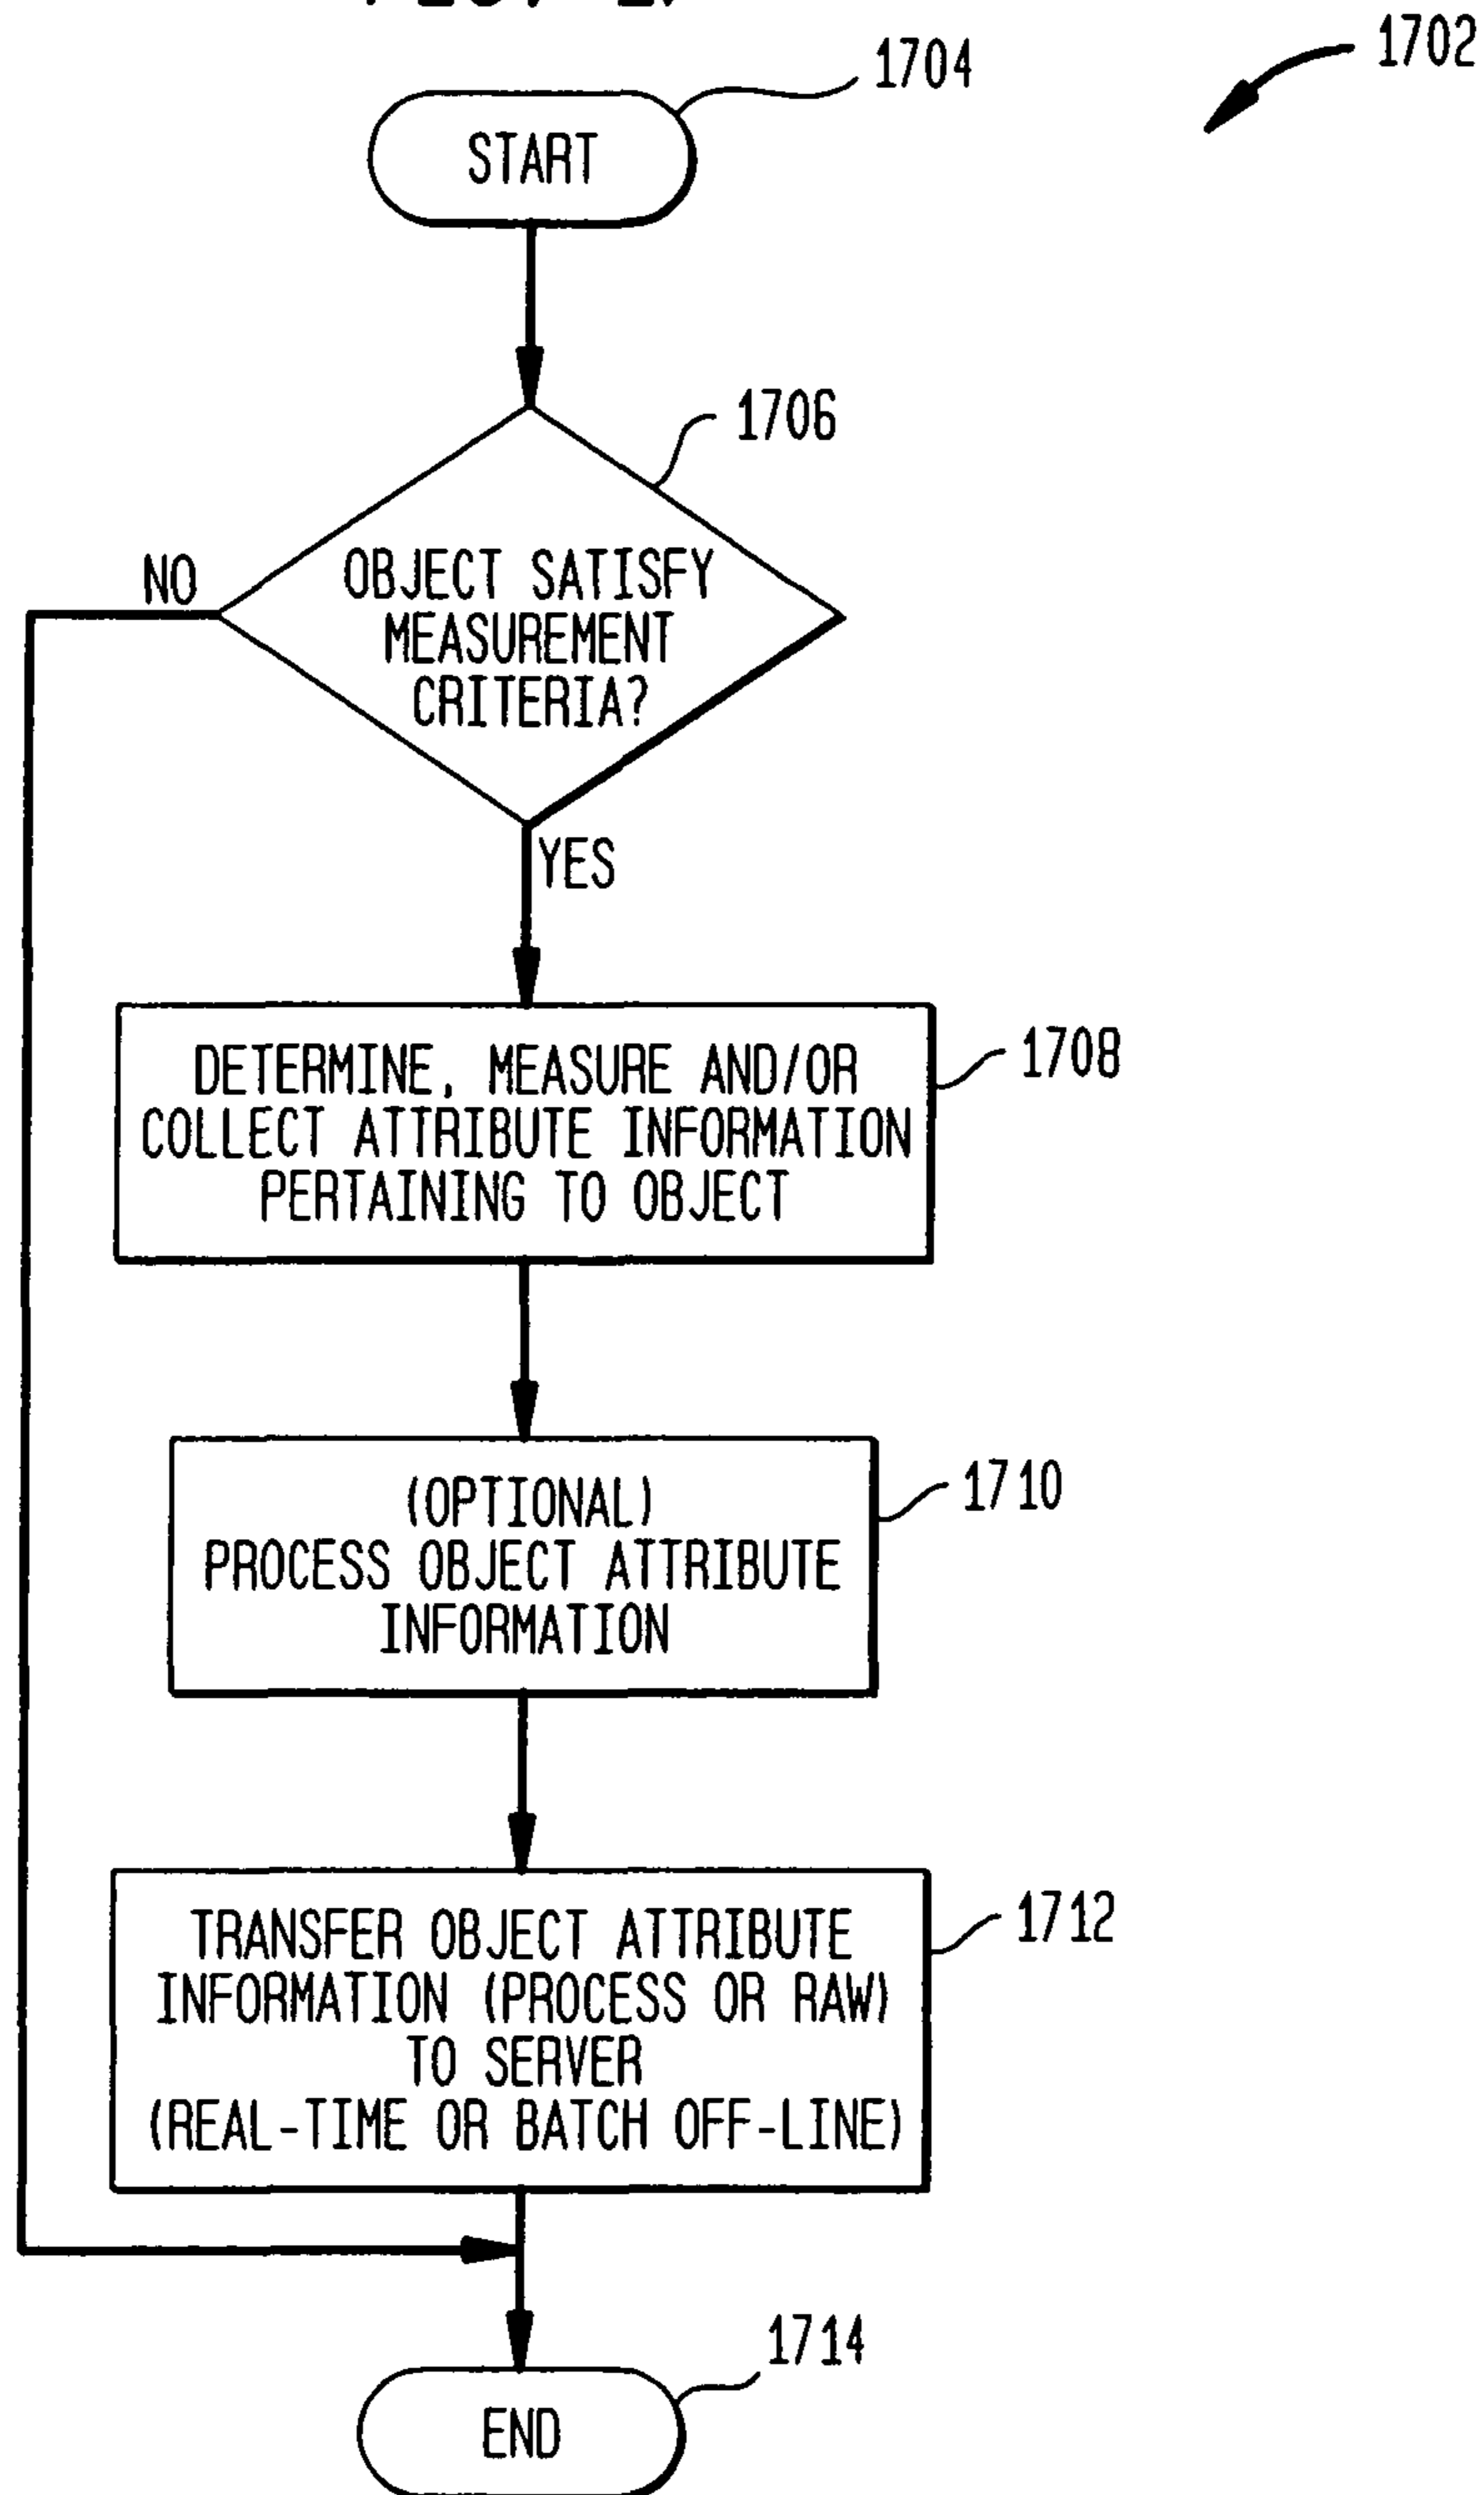 1702
1704
START
1706
NO
OBJECT SATISFY
MEASUREMENT
CRITERIA?
YES
DETERMINE, MEASURE AND/OR
COLLECT ATTRIBUTE INFORMATION
PERTAINING TO OBJECT
1708
(OPTIONAL)
PROCESS OBJECT ATTRIBUTE
INFORMATION
1710
TRANSFER OBJECT ATTRIBUTE
INFORMATION (PROCESS OR RAW)
TO SERVER
(REAL-TIME OR BATCH OFF-LINE)
1712
1714
END